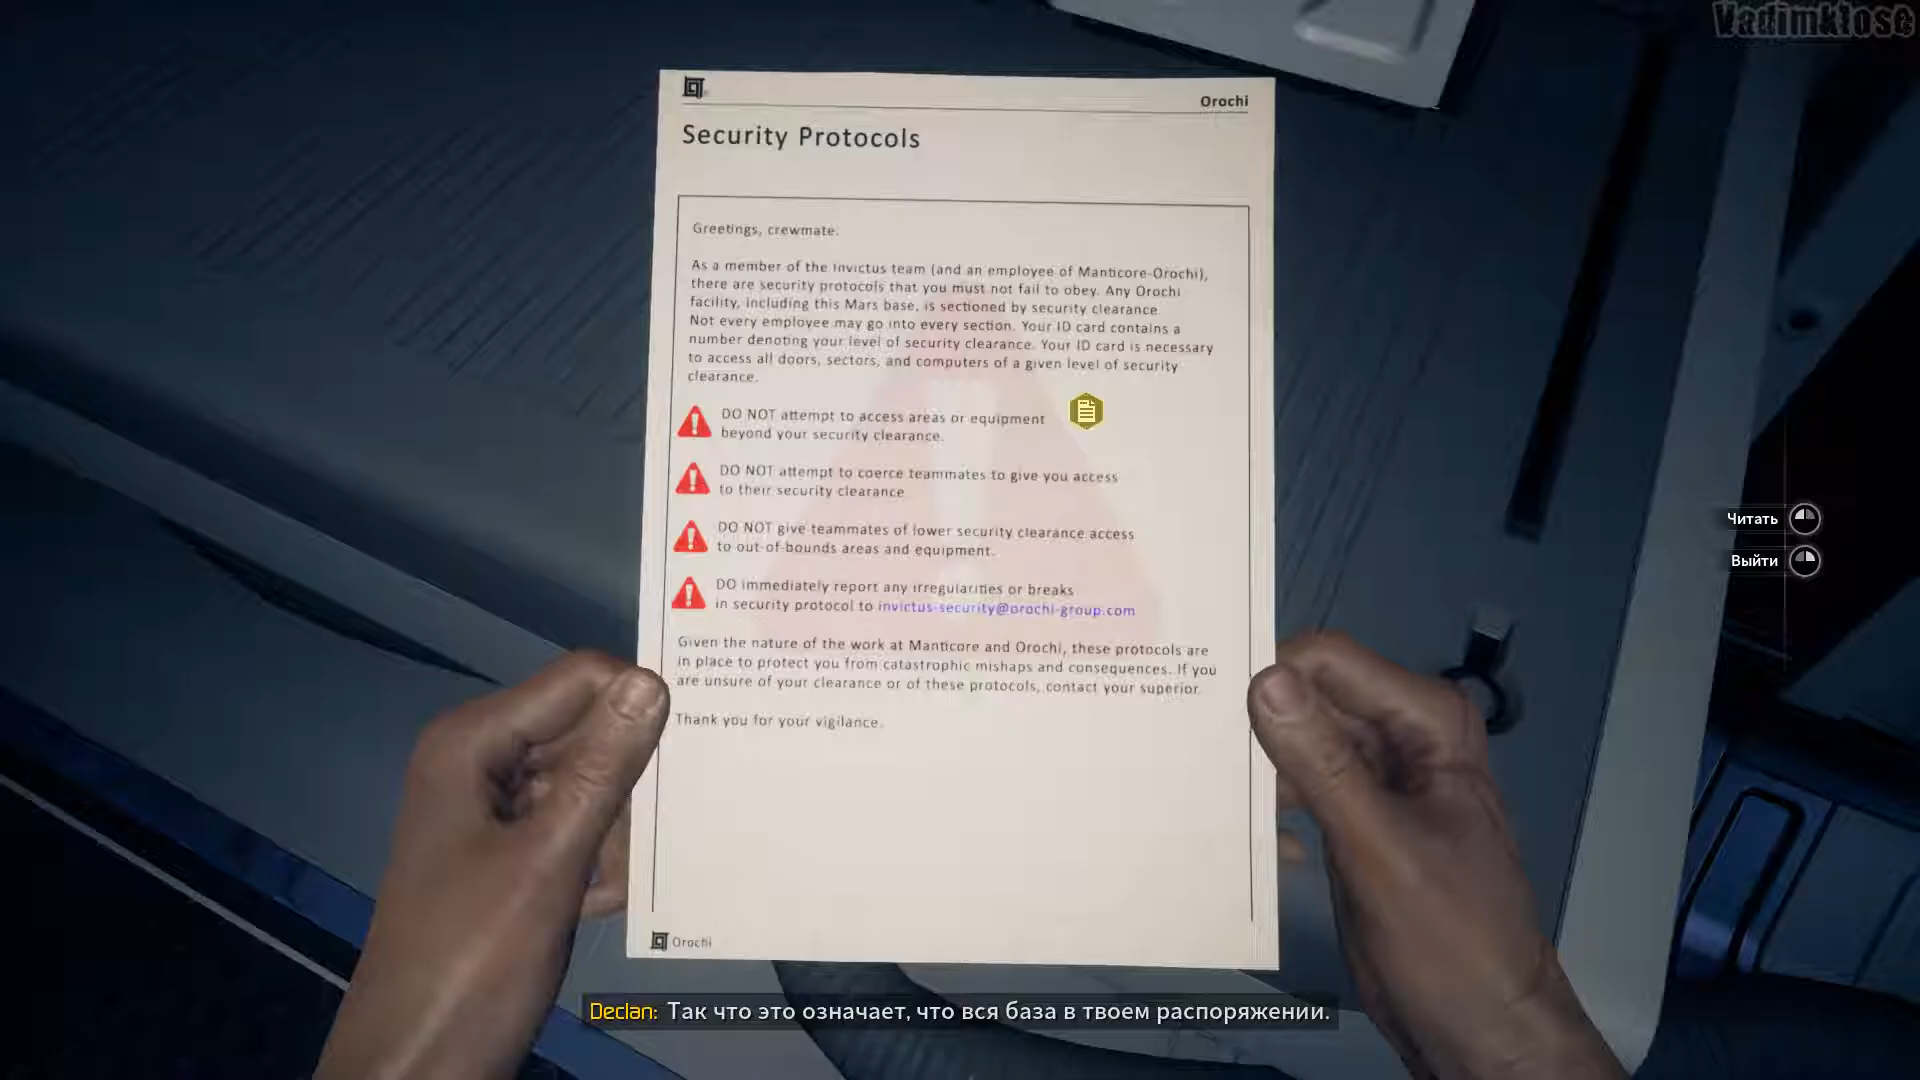 Vadimktose
Orochi
Security Protocols
Greetings, crewmate.
As a member of the Invictus team (and an employee of Manticore-Orochi),
there are security protocols that you must not fail to obey. Any Orochi
facility, including this Mars base, is sectioned by security clearance.
Not every employee may go into every section. Your ID card contains a
number denoting your level of security clearance. Your ID card is necessary
to access all doors, sectors, and computers of a given level of security
clearance.
DO NOT attempt to access areas or equipment
beyond your security clearance.
DO NOT attempt to coerce teammates to give you access
to their security clearance.
DO NOT give teammates of lower security clearance access
to out-of-bounds areas and equipment.
DO immediately report any irregularities or breaks
in security protocol to invictus-security@orochi-group.com
Given the nature of the work at Manticore and Orochi, these protocols are
in place to protect you from catastrophic mishaps and consequences. If you
are unsure of your clearance or of these protocols, contact your superior.
Thank you for your vigilance.
Orochi
Читать
Выйти
Declan: Так что это означает, что вся база в твоем распоряжении.